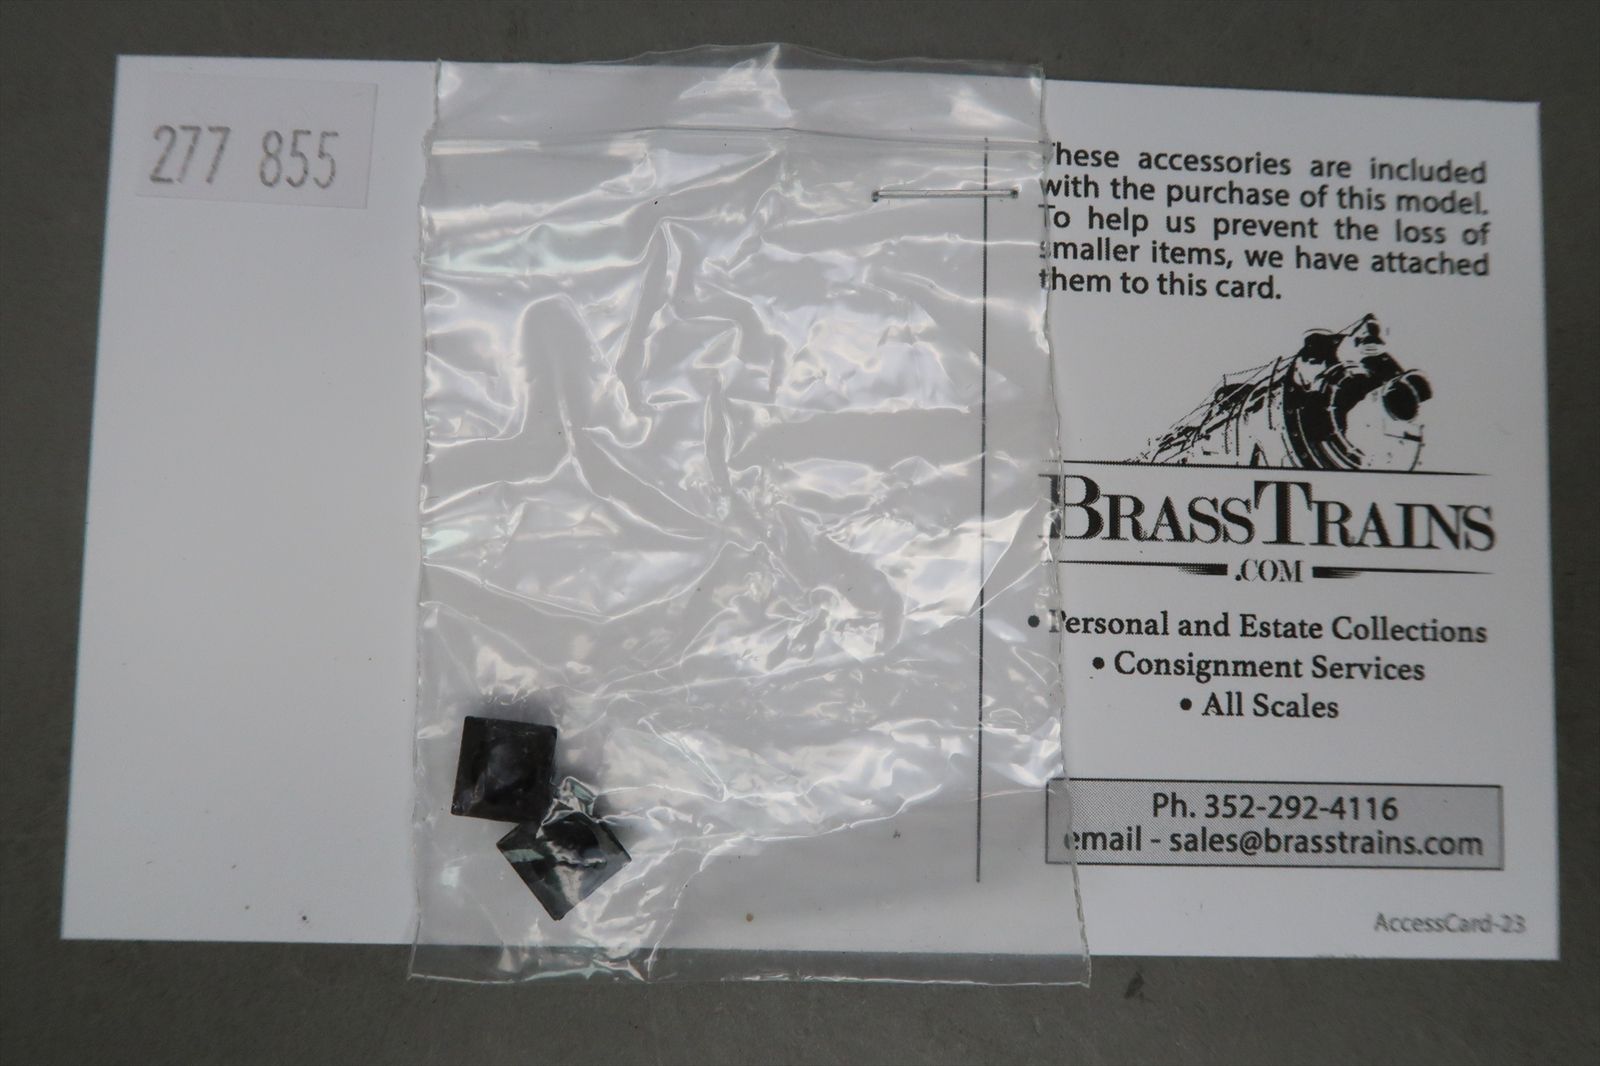 277 855
These accessories are included
with the purchase of this model.
To help us prevent the loss of
smaller items, we have attached
them to this card.
BRASSTRAINS
.COM
• Personal and Estate Collections
• Consignment Services
• All Scales
Ph. 352-292-4116
email - sales@brasstrains.com
AccessCard-23